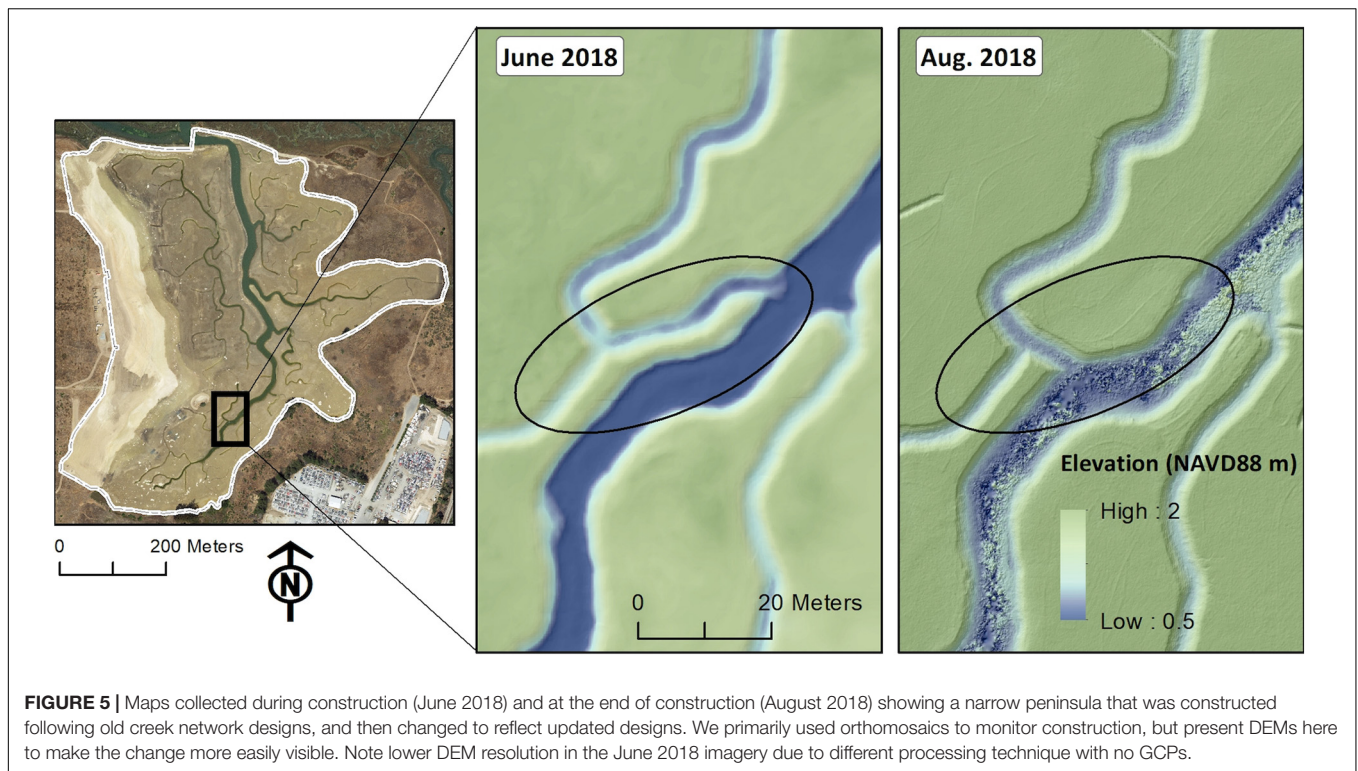 June 2018
Aug. 2018
0 200 Meters
N
0 20 Meters
Elevation (NAVD88 m)
High : 2
Low : 0.5
FIGURE 5 | Maps collected during construction (June 2018) and at the end of construction (August 2018) showing a narrow peninsula that was constructed
following old creek network designs, and then changed to reflect updated designs. We primarily used orthomosaics to monitor construction, but present DEMs here
to make the change more easily visible. Note lower DEM resolution in the June 2018 imagery due to different processing technique with no GCPs.